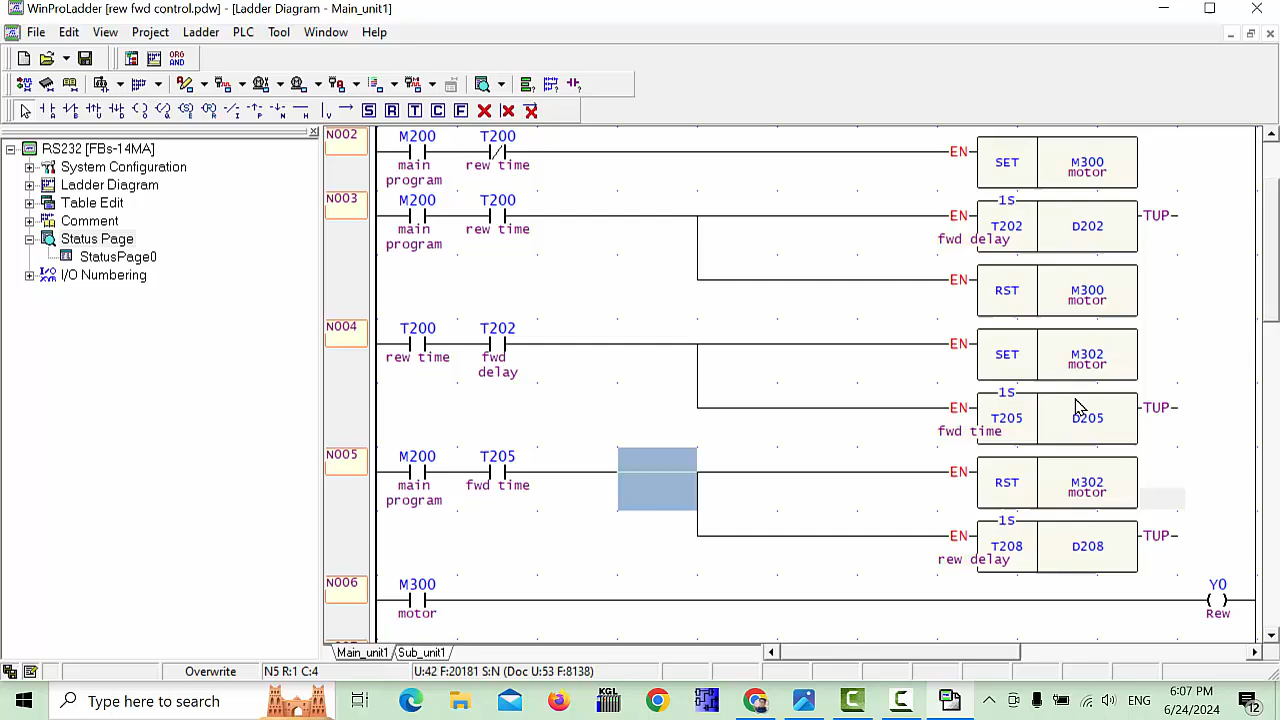 WinProLadder [rew fwd control.pdw] - [Ladder Diagram - Main_unit1]
File Edit View Project Ladder PLC Tool Window Help
ORG
AND
S R T C F
RS232 [FBs-14MA]
System Configuration
Ladder Diagram
Table Edit
Comment
Status Page
StatusPage0
I/O Numbering
N002
M200 T200
EN SET M300
main program rew time motor
N003
M200 T200
1S
EN T202 D202 TUP
main program rew time
fwd delay
EN RST M300
motor
N004
T200 T202
EN SET M302
rew time fwd delay motor
1S
EN T205 D205 TUP
fwd time
N005
M200 T205
EN RST M302
main program fwd time motor
1S
EN T208 D208 TUP
rew delay
N006
M300 Y0
motor Rew
Main_unit1 Sub_unit1
Overwrite N5 R:1 C:4 U:42 F:20181 S:N (Doc U:53 F:8138)
Type here to search
KGL
ENG
6:07 PM
6/24/2024
12